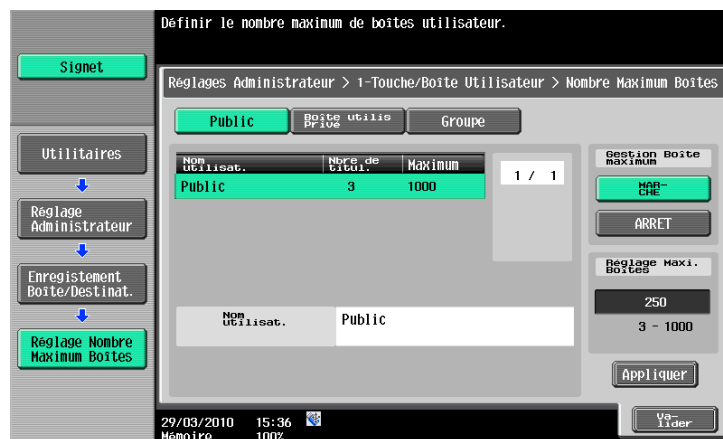 Définir le nombre maximum de boîtes utilisateur.
Signet
Réglages Administrateur > 1-Touche/Boîte Utilisateur > Nombre Maximum Boîtes
Public
Boîte utilis
Privé
Groupe
Utilitaires
Réglage
Administrateur
Enregistement
Boîte/Destinat.
Réglage Nombre
Maximum Boîtes
Nom
utilisat.
Nbre de
titul.
Maximum
Public 3 1000
1 / 1
Nom
utilisat.
Public
Gestion Boîte
maximum
MAR-
CHE
ARRET
Réglage Maxi.
Boîtes
250
3 - 1000
Appliquer
Va-
lider
29/03/2010 15:36
Mémoire 100%